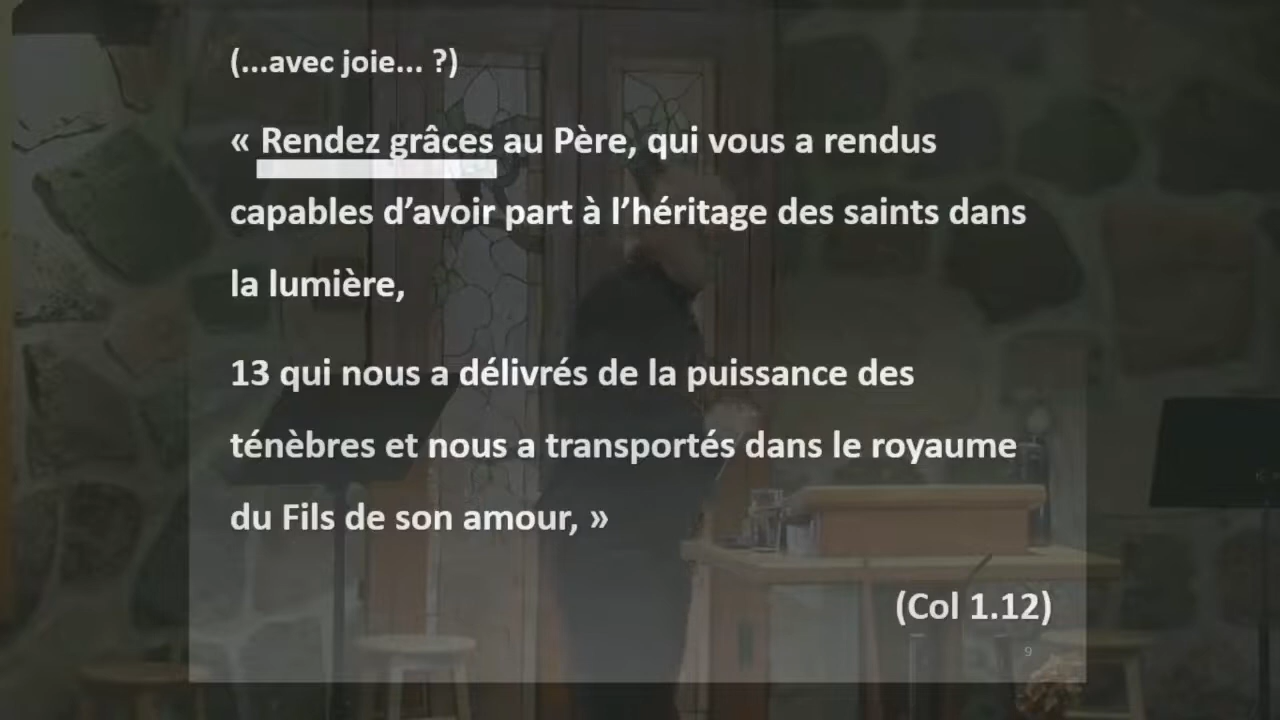 (...avec joie... ?)
« Rendez grâces au Père, qui vous a rendus
capables d’avoir part à l’héritage des saints dans
la lumière,
13 qui nous a délivrés de la puissance des
ténèbres et nous a transportés dans le royaume
du Fils de son amour, »
(Col 1.12)
9